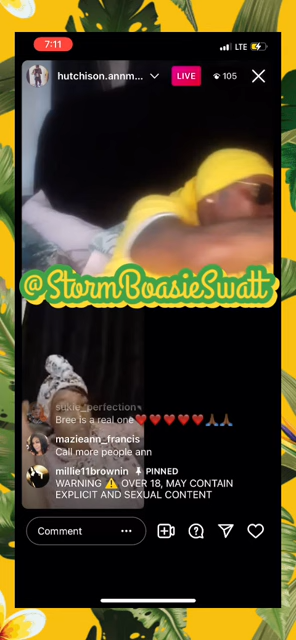 7:11
LTE
hutchison.annm...
LIVE
105
@StormBoasieSwatt
sukie_perfection
Bree is a real one❤️❤️❤️❤️❤️🙏🏾🙏🏾
mazieann_francis
Call more people ann
millie11brownin PINNED
WARNING ⚠️ OVER 18, MAY CONTAIN
EXPLICIT AND SEXUAL CONTENT
Comment ...